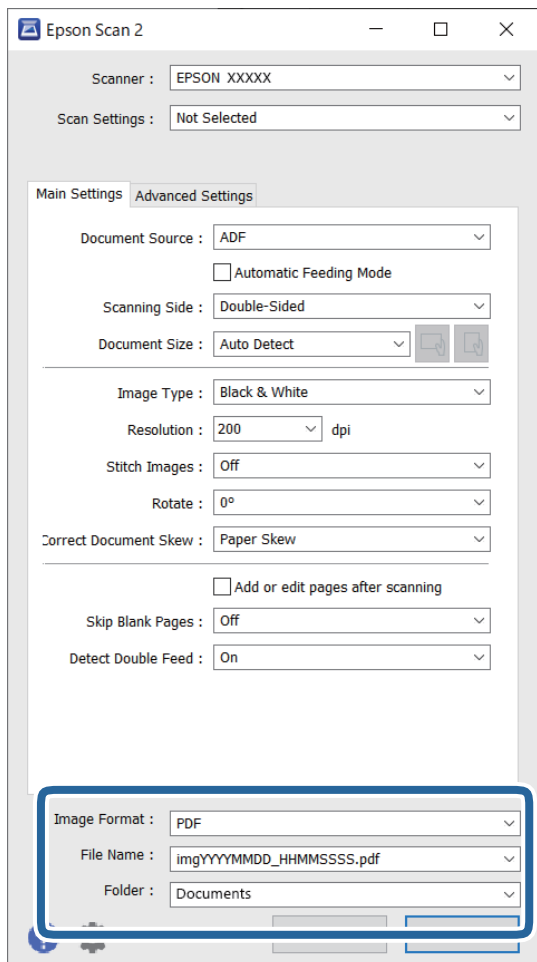 Epson Scan 2
Scanner : EPSON XXXXX
Scan Settings : Not Selected
Main Settings Advanced Settings
Document Source : ADF
Automatic Feeding Mode
Scanning Side : Double-Sided
Document Size : Auto Detect
Image Type : Black & White
Resolution : 200 dpi
Stitch Images : Off
Rotate : 0°
Correct Document Skew : Paper Skew
Add or edit pages after scanning
Skip Blank Pages : Off
Detect Double Feed : On
Image Format : PDF
File Name : imgYYYYMMDD_HHMMSSSS.pdf
Folder : Documents